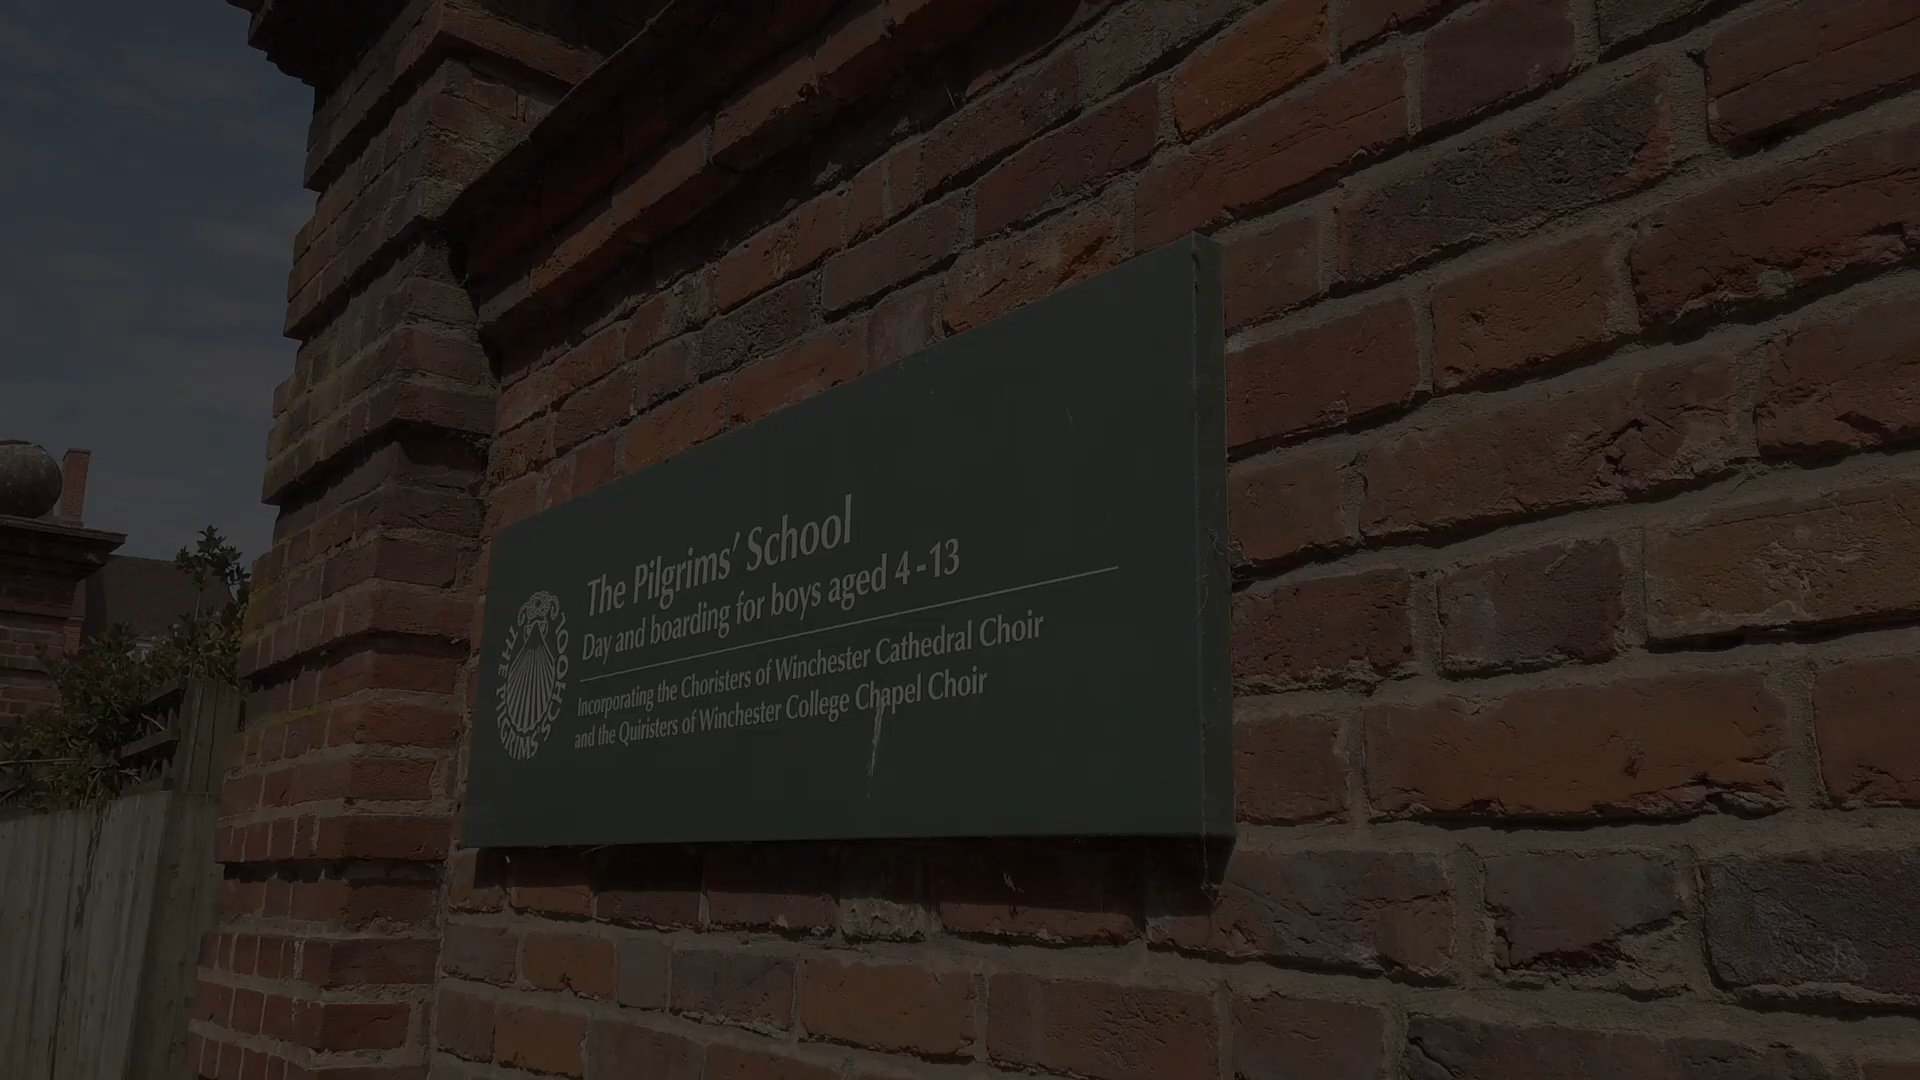 The Pilgrims' School
Day and boarding for boys aged 4-13
Incorporating the Choristers of Winchester Cathedral Choir
and the Quiristers of Winchester College Chapel Choir
THE PILGRIMS' SCHOOL